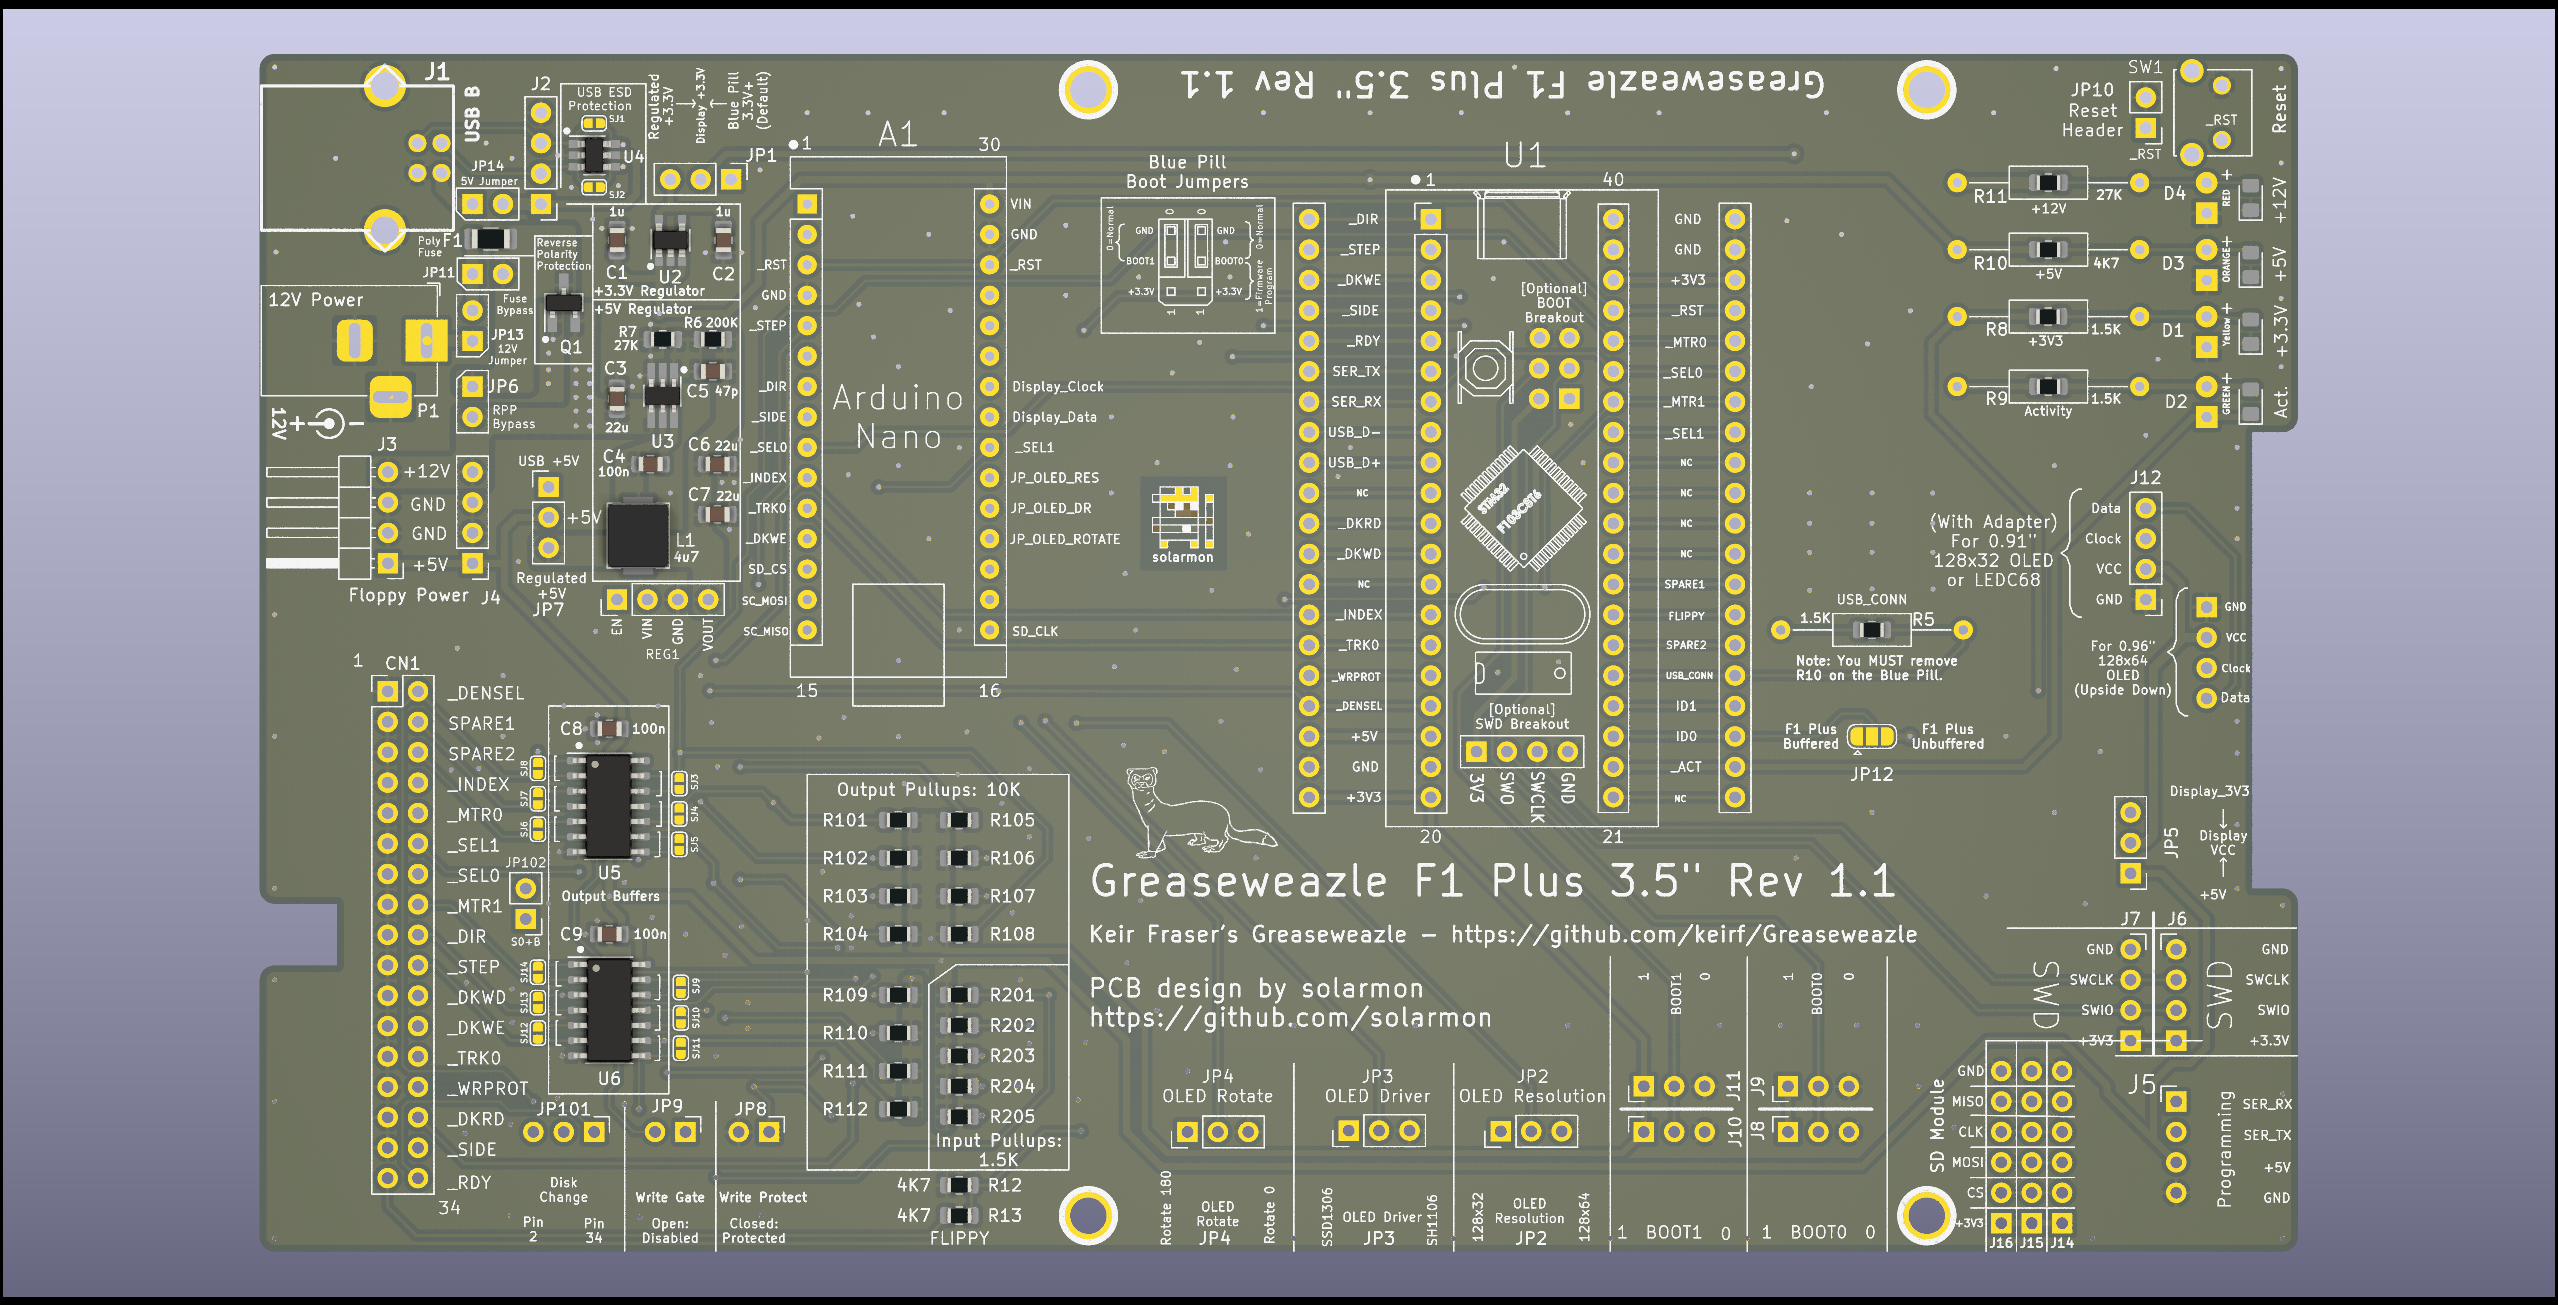 Greaseweazle F1 Plus 3.5" Rev 1.1
J1
USB B
J2
USB ESD
Protection
SJ1
U4
SJ2
Regulated
+3.3V
Display +3.3V
Blue Pill
3.3V+
(Default)
JP1
JP14
5V Jumper
Poly
Fuse
F1
JP11
Reverse
Polarity
Protection
Q1
1u
C1
U2
1u
C2
+3.3V Regulator
+5V Regulator
12V Power
Fuse
Bypass
JP13
12V
Jumper
JP6
RPP
Bypass
P1
12V
+
-
R7
27K
R6 200K
C3
22u
U3
C5 47p
C4
100n
C6 22u
C7 22u
L1
4u7
J3
+12V
GND
GND
+5V
Floppy Power
J4
USB +5V
+5V
Regulated
+5V
JP7
EN
VIN
GND
VOUT
REG1
A1
1
30
_RST
GND
_STEP
_DIR
_SIDE
_SEL0
_INDEX
_TRK0
_DKWE
SD_CS
SC_MOSI
SC_MISO
15
Arduino
Nano
VIN
GND
_RST
Display_Clock
Display_Data
_SEL1
JP_OLED_RES
JP_OLED_DR
JP_OLED_ROTATE
SD_CLK
16
Blue Pill
Boot Jumpers
0
0
0=Normal
GND
GND
0=Normal
BOOT1
BOOT0
+3.3V
+3.3V
1=Firmware
Program
1
1
solarmon
U1
1
40
_DIR
_STEP
_DKWE
_SIDE
_RDY
SER_TX
SER_RX
USB_D-
USB_D+
NC
_DKRD
_DKWD
NC
_INDEX
_TRK0
_WRPROT
_DENSEL
+5V
GND
+3V3
20
[Optional]
BOOT
Breakout
STM32
F103C8T6
[Optional]
SWD Breakout
3V3
SWO
SWCLK
GND
GND
GND
+3V3
_RST
_MTR0
_SEL0
_MTR1
_SEL1
NC
NC
NC
NC
SPARE1
FLIPPY
SPARE2
USB_CONN
ID1
ID0
_ACT
NC
21
SW1
JP10
Reset
Header
_RST
_RST
Reset
R11
+12V
27K
D4
+
RED
+12V
R10
+5V
4K7
D3
+
ORANGE
+5V
R8
+3V3
1.5K
D1
+
Yellow
+3.3V
R9
Activity
1.5K
D2
+
GREEN
Act.
J12
(With Adapter)
For 0.91"
128x32 OLED
or LEDC68
Data
Clock
VCC
GND
For 0.96"
128x64
OLED
(Upside Down)
GND
VCC
Clock
Data
USB_CONN
1.5K
R5
Note: You MUST remove
R10 on the Blue Pill.
F1 Plus
Buffered
F1 Plus
Unbuffered
JP12
Display_3V3
JP5
Display
VCC
+5V
1
CN1
_DENSEL
SPARE1
SPARE2
_INDEX
_MTR0
_SEL1
_SEL0
_MTR1
_DIR
_STEP
_DKWD
_DKWE
_TRK0
_WRPROT
_DKRD
_SIDE
_RDY
34
C8
100n
SJ8
SJ7
SJ6
SJ3
SJ4
SJ5
U5
JP102
S0+B
Output Buffers
C9
100n
SJ14
SJ13
SJ12
SJ9
SJ10
SJ11
U6
JP101
JP9
JP8
Disk
Change
Pin
2
Pin
34
Write Gate
Open:
Disabled
Write Protect
Closed:
Protected
Output Pullups: 10K
R101
R105
R102
R106
R103
R107
R104
R108
R109
R201
R110
R202
R203
R111
R204
R112
R205
Input Pullups:
1.5K
4K7
R12
4K7
R13
FLIPPY
Greaseweazle F1 Plus 3.5" Rev 1.1
Keir Fraser's Greaseweazle - https://github.com/keirf/Greaseweazle
PCB design by solarmon
https://github.com/solarmon
JP4
OLED Rotate
Rotate 180
OLED
Rotate
JP4
Rotate 0
JP3
OLED Driver
SSD1306
OLED Driver
JP3
SH1106
JP2
OLED Resolution
128x32
OLED
Resolution
JP2
128x64
1
BOOT1
0
J11
J10
1 BOOT1 0
1
BOOT0
0
J9
J8
1 BOOT0 0
J7
J6
SWD
GND
SWCLK
SWIO
+3V3
SWD
GND
SWCLK
SWIO
+3.3V
SD Module
GND
MISO
CLK
MOSI
CS
+3V3
J16
J15
J14
J5
Programming
SER_RX
SER_TX
+5V
GND